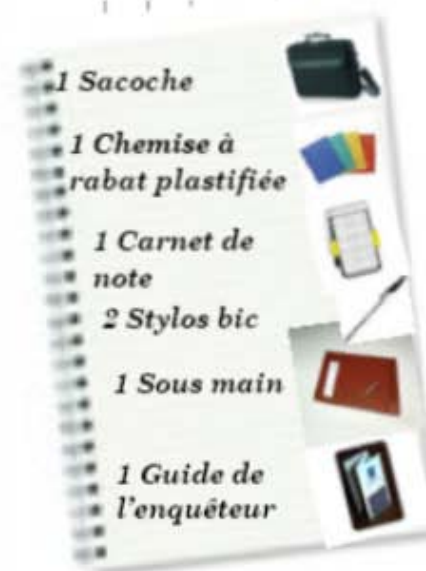 1 Sacoche
1 Chemise à
rabat plastifiée
1 Carnet de
note
2 Stylos bic
1 Sous main
1 Guide de
l'enquêteur